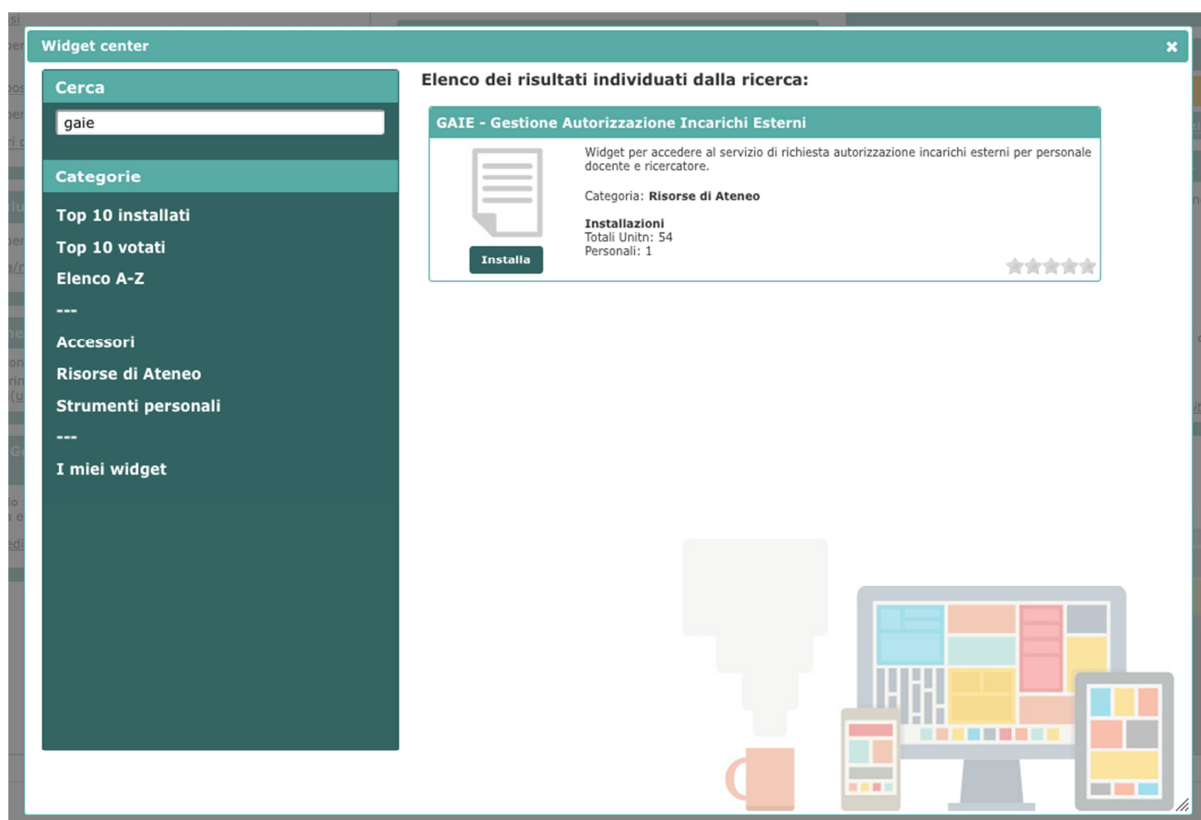 Widget center
Cerca
gaie
Categorie
Top 10 installati
Top 10 votati
Elenco A-Z
---
Accessori
Risorse di Ateneo
Strumenti personali
---
I miei widget
Elenco dei risultati individuati dalla ricerca:
GAIE - Gestione Autorizzazione Incarichi Esterni
Widget per accedere al servizio di richiesta autorizzazione incarichi esterni per personale
docente e ricercatore.
Categoria: Risorse di Ateneo
Installazioni
Totali Unitn: 54
Personali: 1
Installa